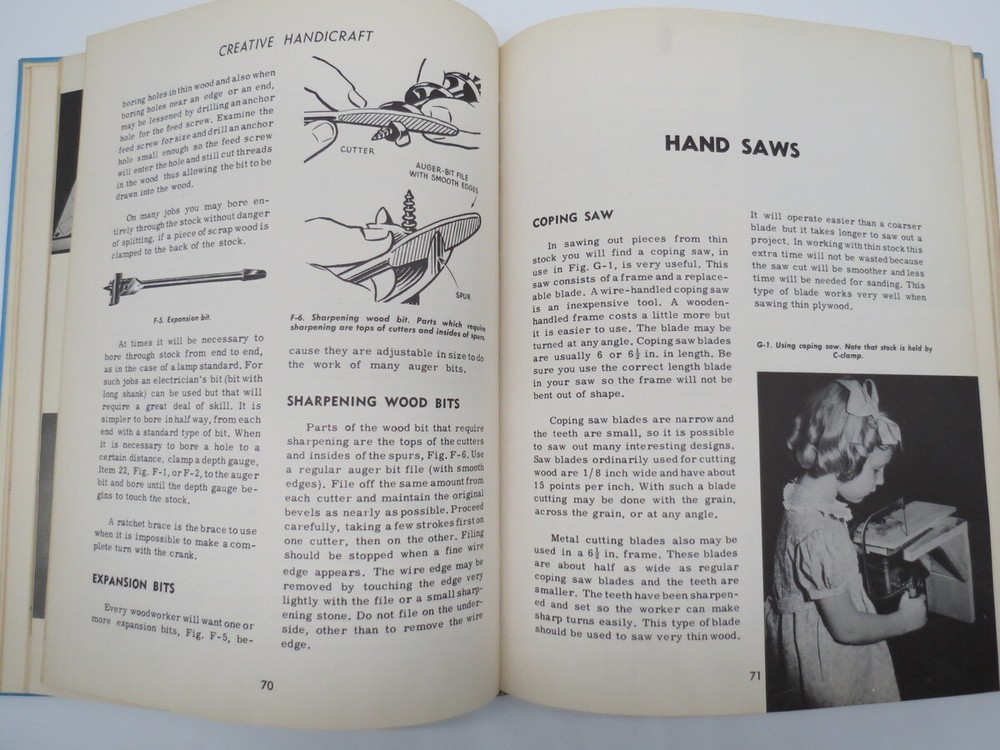 CREATIVE HANDICRAFT
boring holes in thin wood and also when
boring holes near an edge or an end,
may be lessened by drilling an anchor
hole for the feed screw. Examine the
feed screw for size and drill an anchor
hole small enough so the feed screw
will enter the hole and still cut threads
in the wood thus allowing the bit to be
drawn into the wood.
On many jobs you may bore en-
tirely through the stock without danger
of splitting, if a piece of scrap wood is
clamped to the back of the stock.
F-5. Expansion bit.
At times it will be necessary to
bore through stock from end to end,
as in the case of a lamp standard. For
such jobs an electrician's bit (bit with
long shank) can be used but that will
require a great deal of skill. It is
simpler to bore in half way, from each
end with a standard type of bit. When
it is necessary to bore a hole to a
certain distance, clamp a depth gauge,
Item 22, Fig. F-1, or F-2, to the auger
bit and bore until the depth gauge be-
gins to touch the stock.
A ratchet brace is the brace to use
when it is impossible to make a com-
plete turn with the crank.
EXPANSION BITS
Every woodworker will want one or
more expansion bits, Fig. F-5, be-
CUTTER
AUGER-BIT FILE
WITH SMOOTH EDGES
SPUR
F-6. Sharpening wood bit. Parts which require
sharpening are tops of cutters and insides of spurs.
cause they are adjustable in size to do
the work of many auger bits.
SHARPENING WOOD BITS
Parts of the wood bit that require
sharpening are the tops of the cutters
and insides of the spurs, Fig. F-6. Use
a regular auger bit file (with smooth
edges). File off the same amount from
each cutter and maintain the original
bevels as nearly as possible. Proceed
carefully, taking a few strokes first on
one cutter, then on the other. Filing
should be stopped when a fine wire
edge appears. The wire edge may be
removed by touching the edge very
lightly with the file or a small sharp-
ening stone. Do not file on the under-
side, other than to remove the wire
edge.
70
HAND SAWS
COPING SAW
In sawing out pieces from thin
stock you will find a coping saw, in
use in Fig. G-1, is very useful. This
saw consists of a frame and a replace-
able blade. A wire-handled coping saw
is an inexpensive tool. A wooden-
handled frame costs a little more but
it is easier to use. The blade may be
turned at any angle. Coping saw blades
are usually 6 or 6½ in. in length. Be
sure you use the correct length blade
in your saw so the frame will not be
bent out of shape.
Coping saw blades are narrow and
the teeth are small, so it is possible
to saw out many interesting designs.
Saw blades ordinarily used for cutting
wood are 1/8 inch wide and have about
15 points per inch. With such a blade
cutting may be done with the grain,
across the grain, or at any angle.
Metal cutting blades also may be
used in a 6½ in. frame. These blades
are about half as wide as regular
coping saw blades and the teeth are
smaller. The teeth have been sharpen-
ed and set so the worker can make
sharp turns easily. This type of blade
should be used to saw very thin wood.
It will operate easier than a coarser
blade but it takes longer to saw out a
project. In working with thin stock this
extra time will not be wasted because
the saw cut will be smoother and less
time will be needed for sanding. This
type of blade works very well when
sawing thin plywood.
G-1. Using coping saw. Note that stock is held by
C-clamp.
71